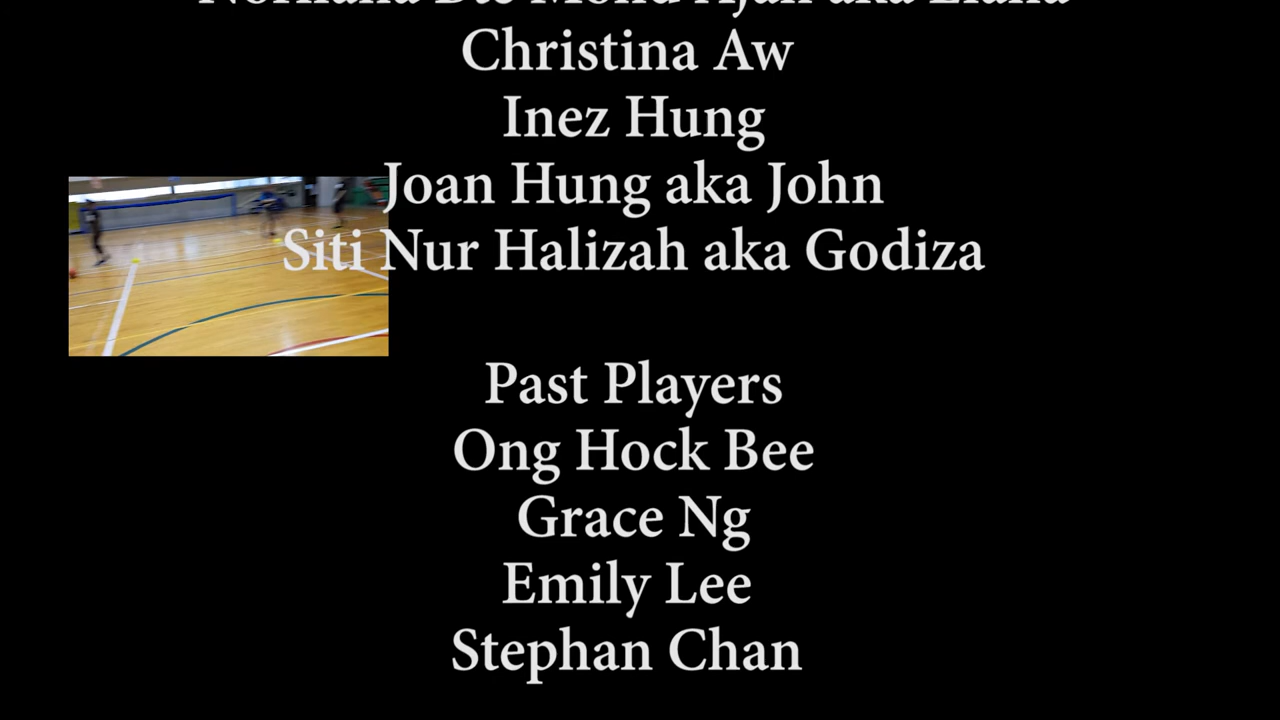 aka
Christina Aw
Inez Hung
Joan Hung aka John
Siti Nur Halizah aka Godiza
Past Players
Ong Hock Bee
Grace Ng
Emily Lee
Stephan Chan